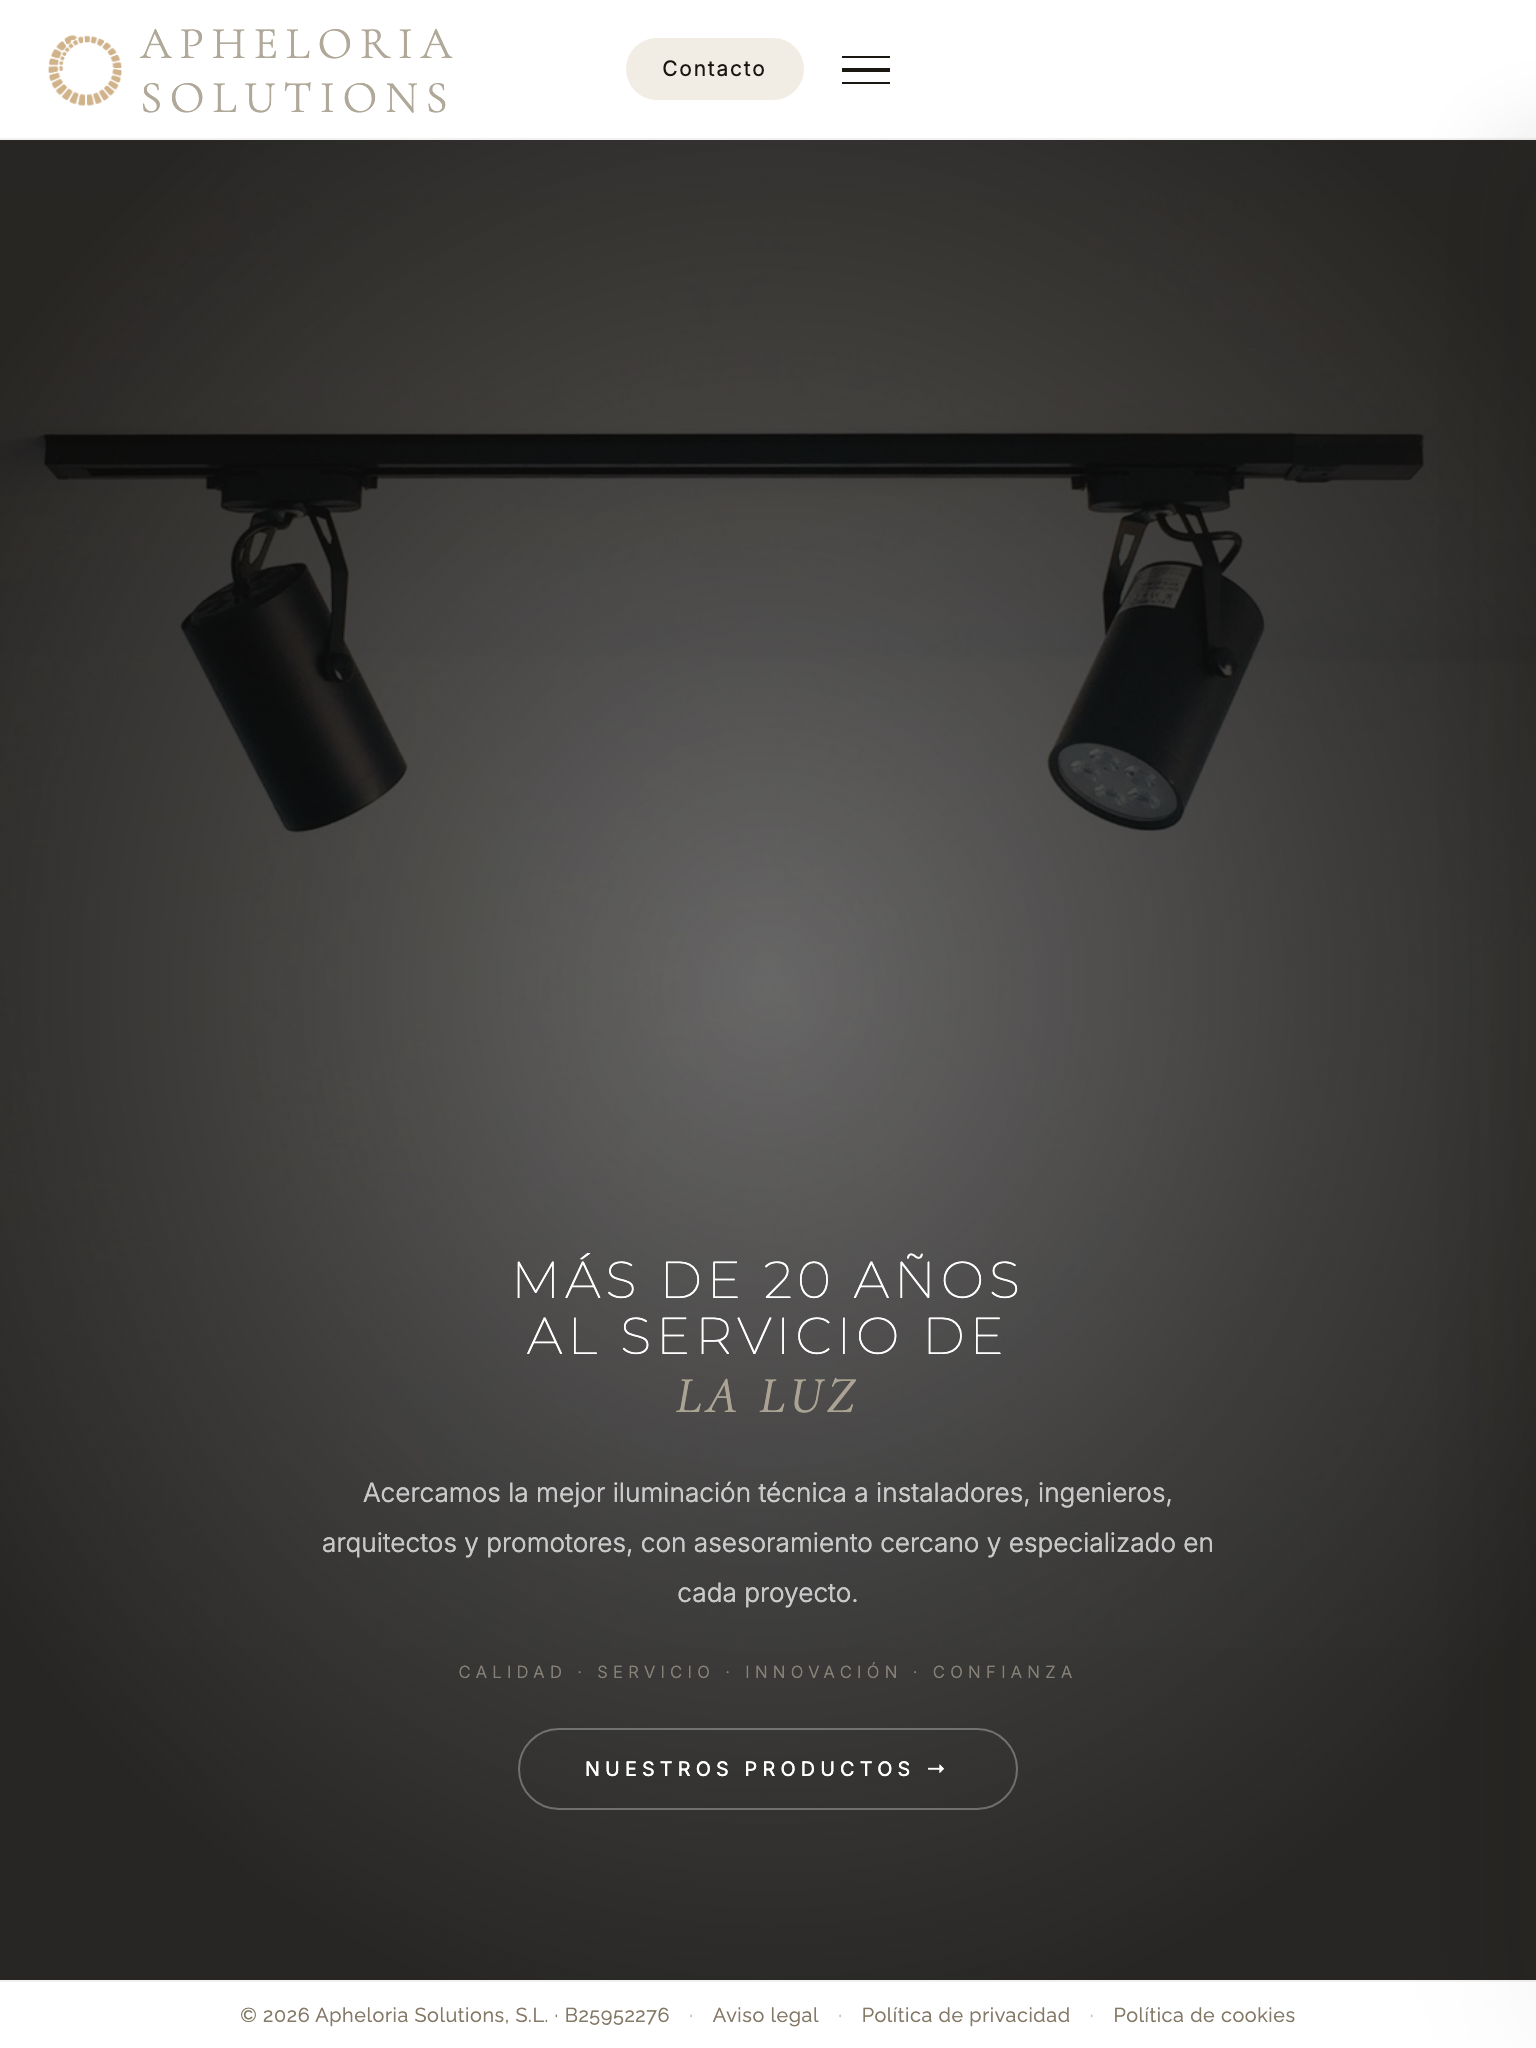 APHELORIA
SOLUTIONS
Contacto
MÁS DE 20 AÑOS
AL SERVICIO DE
LA LUZ
Acercamos la mejor iluminación técnica a instaladores, ingenieros,
arquitectos y promotores, con asesoramiento cercano y especializado en
cada proyecto.
CALIDAD · SERVICIO · INNOVACIÓN · CONFIANZA
NUESTROS PRODUCTOS →
© 2026 Apheloria Solutions, S.L. · B25952276 · Aviso legal · Política de privacidad · Política de cookies